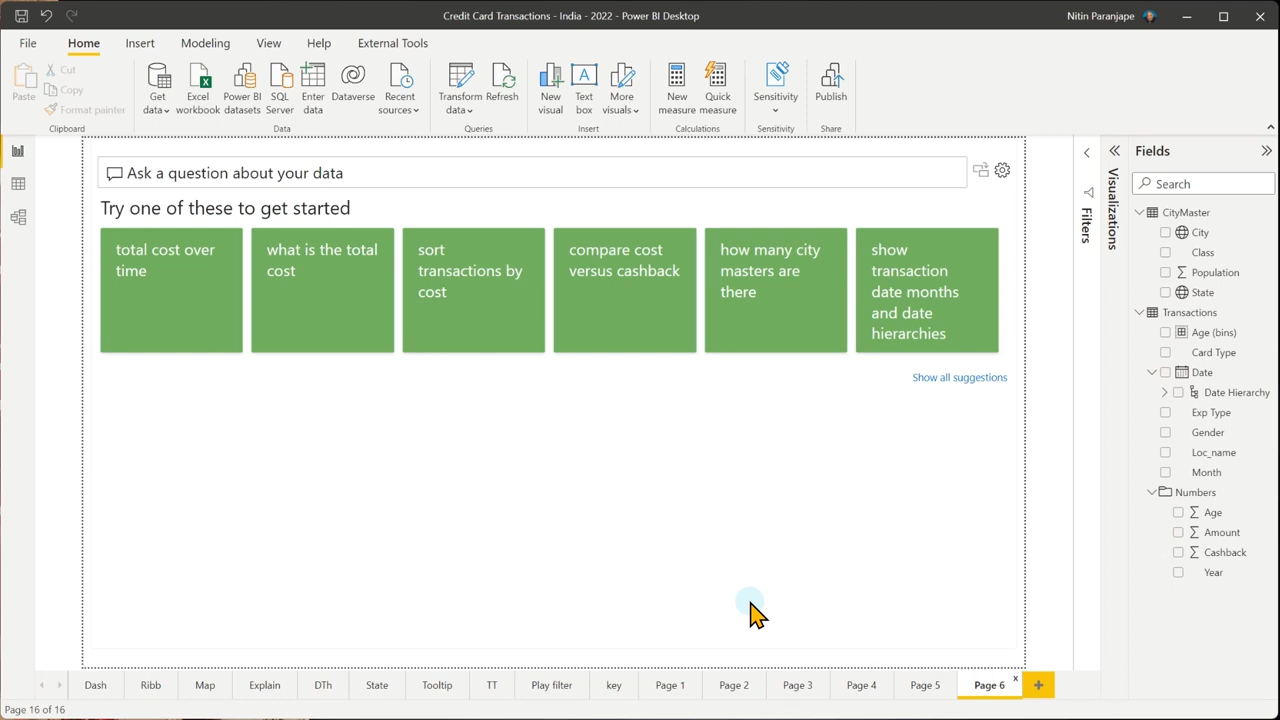 Credit Card Transactions - India - 2022 - Power BI Desktop
Nitin Paranjape
File Home Insert Modeling View Help External Tools
Paste
Cut
Copy
Format painter
Clipboard
Get data
Excel workbook
Power BI datasets
SQL Server
Enter data
Dataverse
Recent sources
Data
Transform data
Refresh
Queries
New visual
Text box
More visuals
Insert
New measure
Quick measure
Calculations
Sensitivity
Sensitivity
Publish
Share
Ask a question about your data
Try one of these to get started
total cost over
time
what is the total
cost
sort
transactions by
cost
compare cost
versus cashback
how many city
masters are
there
show
transaction
date months
and date
hierarchies
Show all suggestions
Filters
Visualizations
Fields
Search
CityMaster
City
Class
Population
State
Transactions
Age (bins)
Card Type
Date
Date Hierarchy
Exp Type
Gender
Loc_name
Month
Numbers
Age
Amount
Cashback
Year
Dash Ribb Map Explain DTH State Tooltip TT Play filter key Page 1 Page 2 Page 3 Page 4 Page 5 Page 6 x
Page 16 of 16